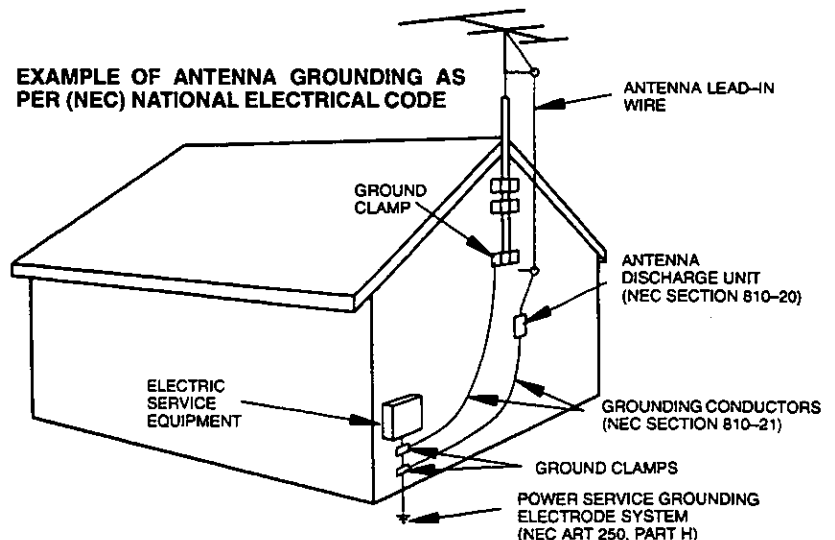 EXAMPLE OF ANTENNA GROUNDING AS
PER (NEC) NATIONAL ELECTRICAL CODE
ANTENNA LEAD–IN
WIRE
GROUND
CLAMP
ANTENNA
DISCHARGE UNIT
(NEC SECTION 810–20)
ELECTRIC
SERVICE
EQUIPMENT
GROUNDING CONDUCTORS
(NEC SECTION 810–21)
GROUND CLAMPS
POWER SERVICE GROUNDING
ELECTRODE SYSTEM
(NEC ART 250, PART H)